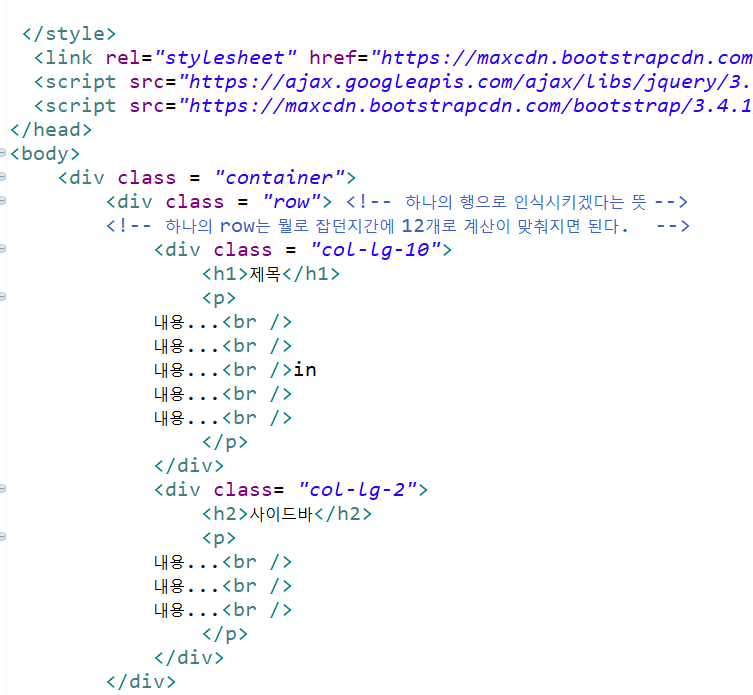 </style>
<link rel="stylesheet" href="https://maxcdn.bootstrapcdn.com
<script src="https://ajax.googleapis.com/ajax/libs/jquery/3.
<script src="https://maxcdn.bootstrapcdn.com/bootstrap/3.4.1
</head>
<body>
<div class = "container">
<div class = "row"> <!-- 하나의 행으로 인식시키겠다는 뜻 -->
<!-- 하나의 row는 뭘로 잡던지간에 12개로 계산이 맞춰지면 된다.  -->
<div class = "col-lg-10">
<h1>제목</h1>
<p>
내용...<br />
내용...<br />
내용...<br />in
내용...<br />
내용...<br />
</p>
</div>
<div class= "col-lg-2">
<h2>사이드바</h2>
<p>
내용...<br />
내용...<br />
내용...<br />
</p>
</div>
</div>